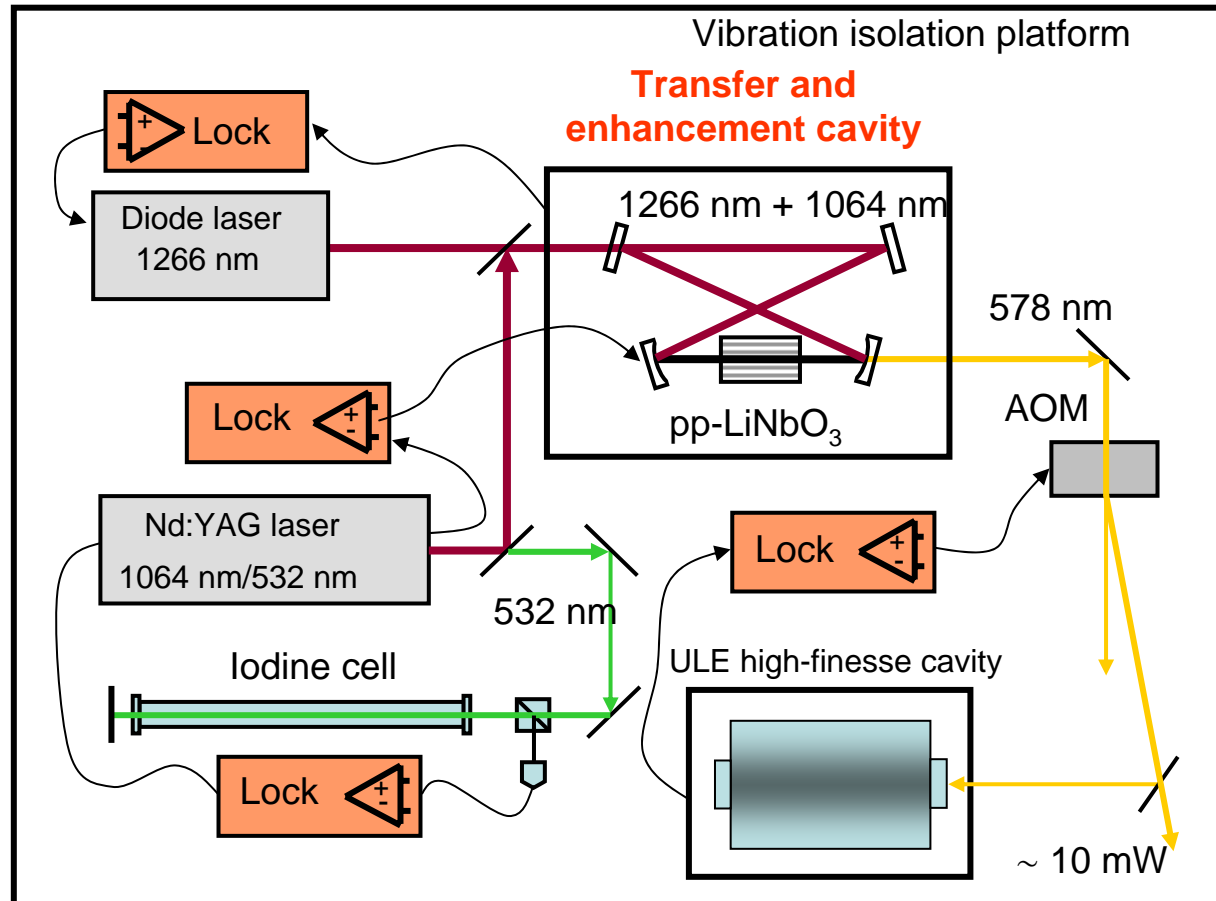 Vibration isolation platform
Transfer and
enhancement cavity
+
-
Lock
Diode laser
1266 nm
1266 nm + 1064 nm
pp-LiNbO₃
578 nm
AOM
Lock
+
-
Nd:YAG laser
1064 nm/532 nm
532 nm
Lock
+
-
Iodine cell
ULE high-finesse cavity
Lock
+
-
~ 10 mW